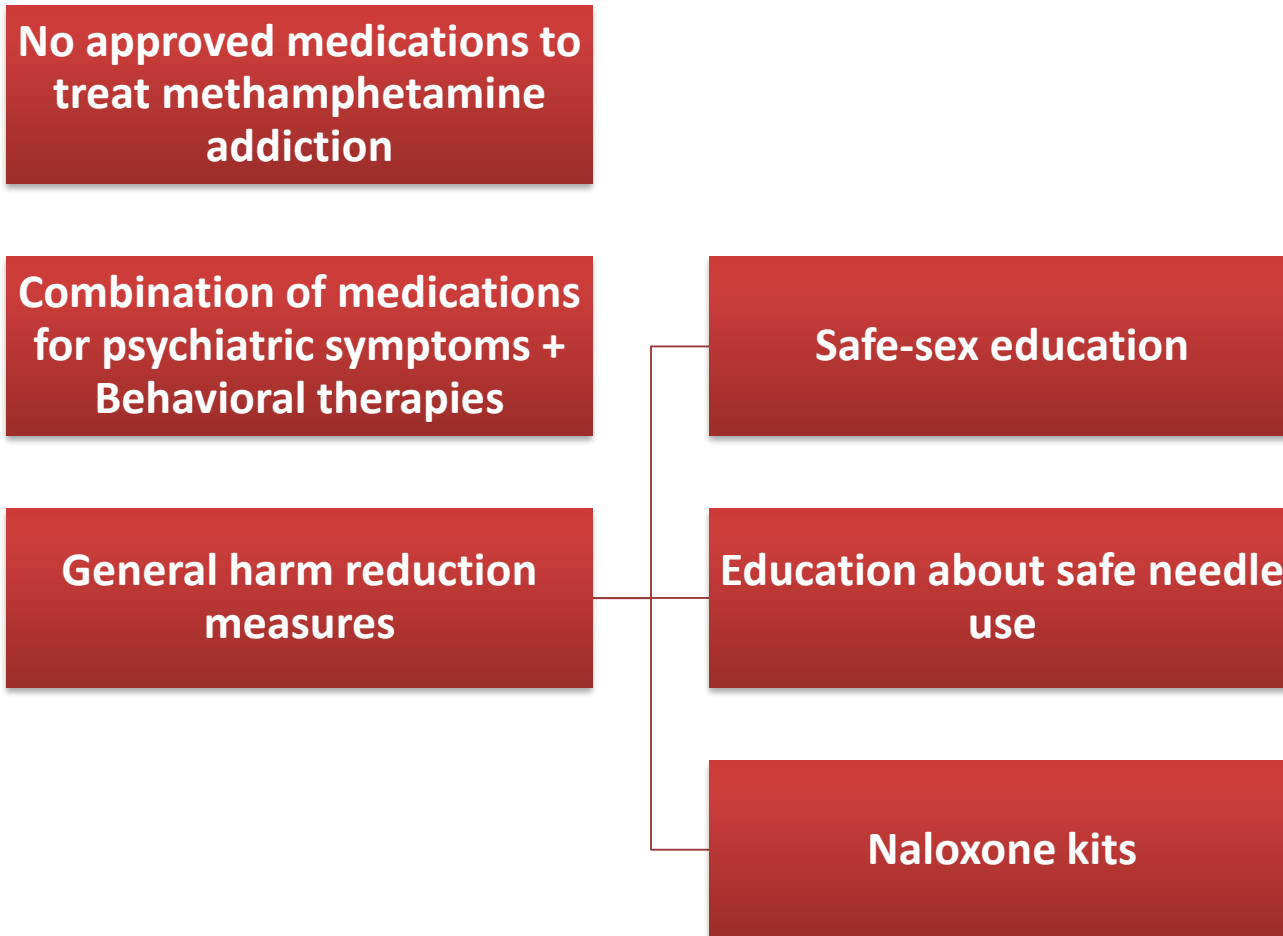 No approved medications to
treat methamphetamine
addiction
Combination of medications
for psychiatric symptoms +
Behavioral therapies
General harm reduction
measures
Safe-sex education
Education about safe needle
use
Naloxone kits